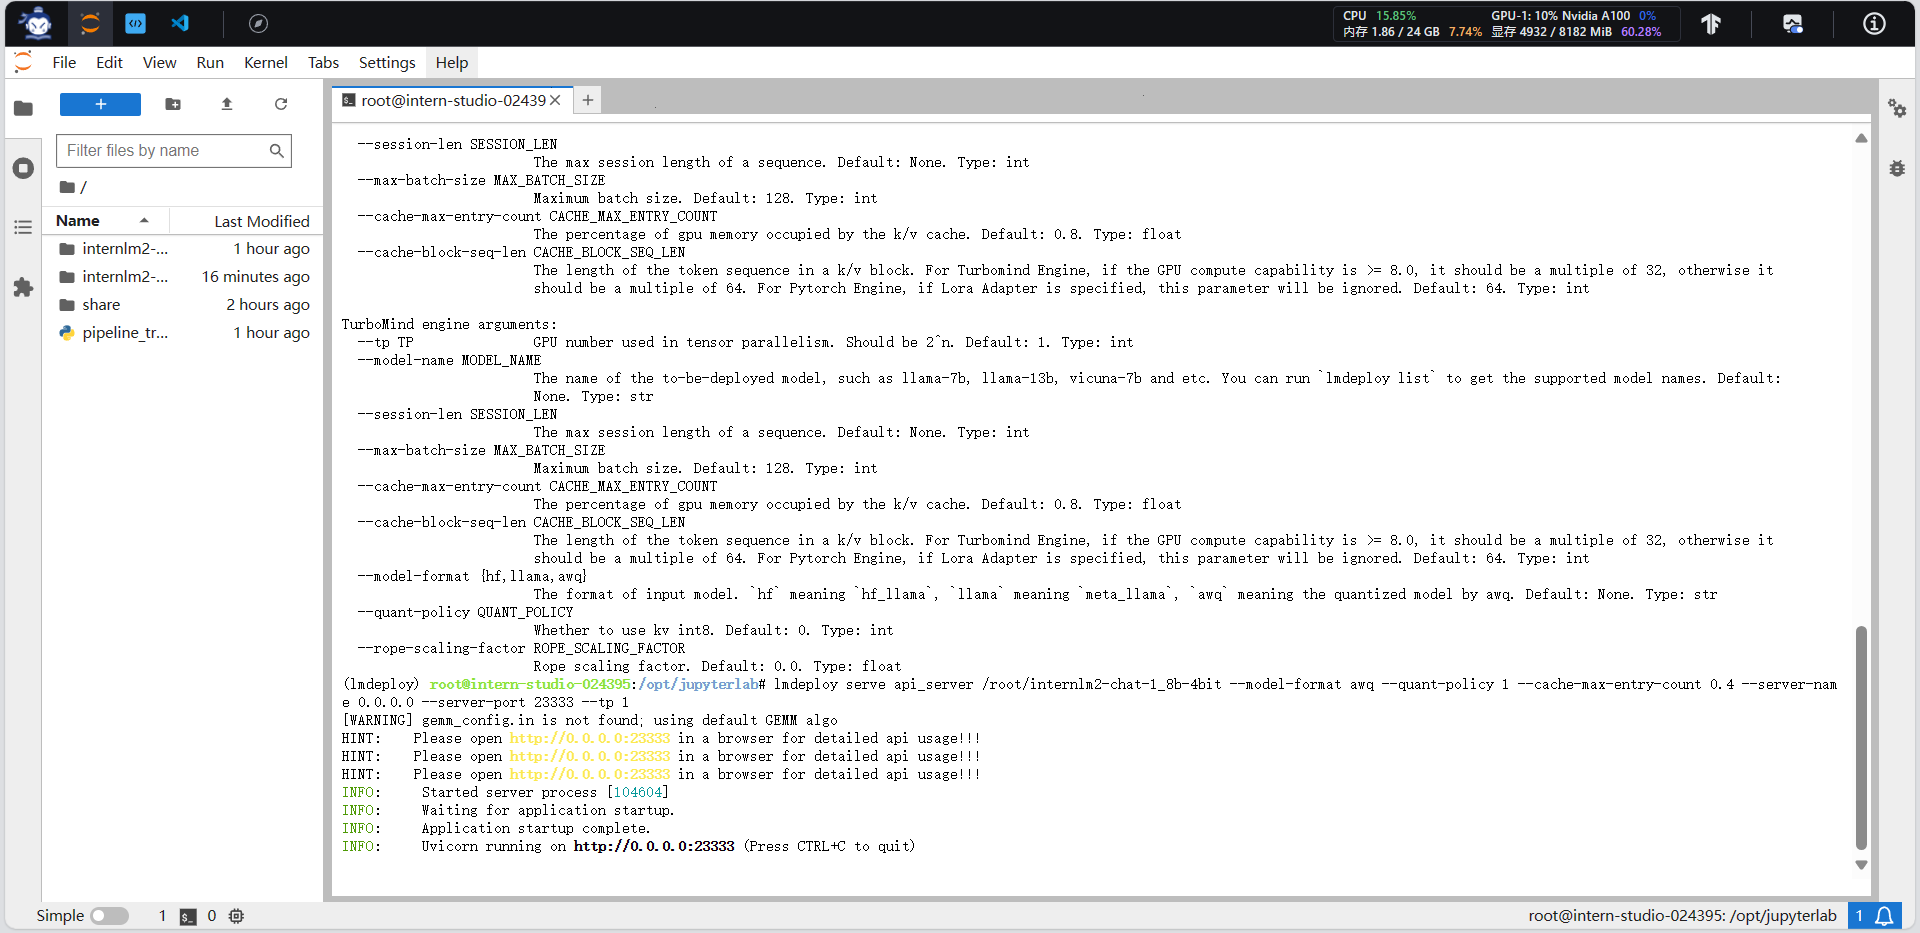 CPU 15.85% GPU-1: 10% Nvidia A100 0%
内存 1.86 / 24 GB 7.74% 显存 4932 / 8182 MiB 60.28%
File Edit View Run Kernel Tabs Settings Help
root@intern-studio-02439
Filter files by name
/
Name Last Modified
internlm2-... 1 hour ago
internlm2-... 16 minutes ago
share 2 hours ago
pipeline_tr... 1 hour ago
--session-len SESSION_LEN
The max session length of a sequence. Default: None. Type: int
--max-batch-size MAX_BATCH_SIZE
Maximum batch size. Default: 128. Type: int
--cache-max-entry-count CACHE_MAX_ENTRY_COUNT
The percentage of gpu memory occupied by the k/v cache. Default: 0.8. Type: float
--cache-block-seq-len CACHE_BLOCK_SEQ_LEN
The length of the token sequence in a k/v block. For Turbomind Engine, if the GPU compute capability is >= 8.0, it should be a multiple of 32, otherwise it
should be a multiple of 64. For Pytorch Engine, if Lora Adapter is specified, this parameter will be ignored. Default: 64. Type: int
TurboMind engine arguments:
--tp TP GPU number used in tensor parallelism. Should be 2^n. Default: 1. Type: int
--model-name MODEL_NAME
The name of the to-be-deployed model, such as llama-7b, llama-13b, vicuna-7b and etc. You can run `lmdeploy list` to get the supported model names. Default:
None. Type: str
--session-len SESSION_LEN
The max session length of a sequence. Default: None. Type: int
--max-batch-size MAX_BATCH_SIZE
Maximum batch size. Default: 128. Type: int
--cache-max-entry-count CACHE_MAX_ENTRY_COUNT
The percentage of gpu memory occupied by the k/v cache. Default: 0.8. Type: float
--cache-block-seq-len CACHE_BLOCK_SEQ_LEN
The length of the token sequence in a k/v block. For Turbomind Engine, if the GPU compute capability is >= 8.0, it should be a multiple of 32, otherwise it
should be a multiple of 64. For Pytorch Engine, if Lora Adapter is specified, this parameter will be ignored. Default: 64. Type: int
--model-format {hf,llama,awq}
The format of input model. `hf` meaning `hf_llama`, `llama` meaning `meta_llama`, `awq` meaning the quantized model by awq. Default: None. Type: str
--quant-policy QUANT_POLICY
Whether to use kv int8. Default: 0. Type: int
--rope-scaling-factor ROPE_SCALING_FACTOR
Rope scaling factor. Default: 0.0. Type: float
(lmdeploy) root@intern-studio-024395:/opt/jupyterlab# lmdeploy serve api_server /root/internlm2-chat-1_8b-4bit --model-format awq --quant-policy 1 --cache-max-entry-count 0.4 --server-nam
e 0.0.0.0 --server-port 23333 --tp 1
[WARNING] gemm_config.in is not found; using default GEMM algo
HINT: Please open http://0.0.0.0:23333 in a browser for detailed api usage!!!
HINT: Please open http://0.0.0.0:23333 in a browser for detailed api usage!!!
HINT: Please open http://0.0.0.0:23333 in a browser for detailed api usage!!!
INFO: Started server process [104604]
INFO: Waiting for application startup.
INFO: Application startup complete.
INFO: Uvicorn running on http://0.0.0.0:23333 (Press CTRL+C to quit)
Simple 1 0 root@intern-studio-024395: /opt/jupyterlab 1